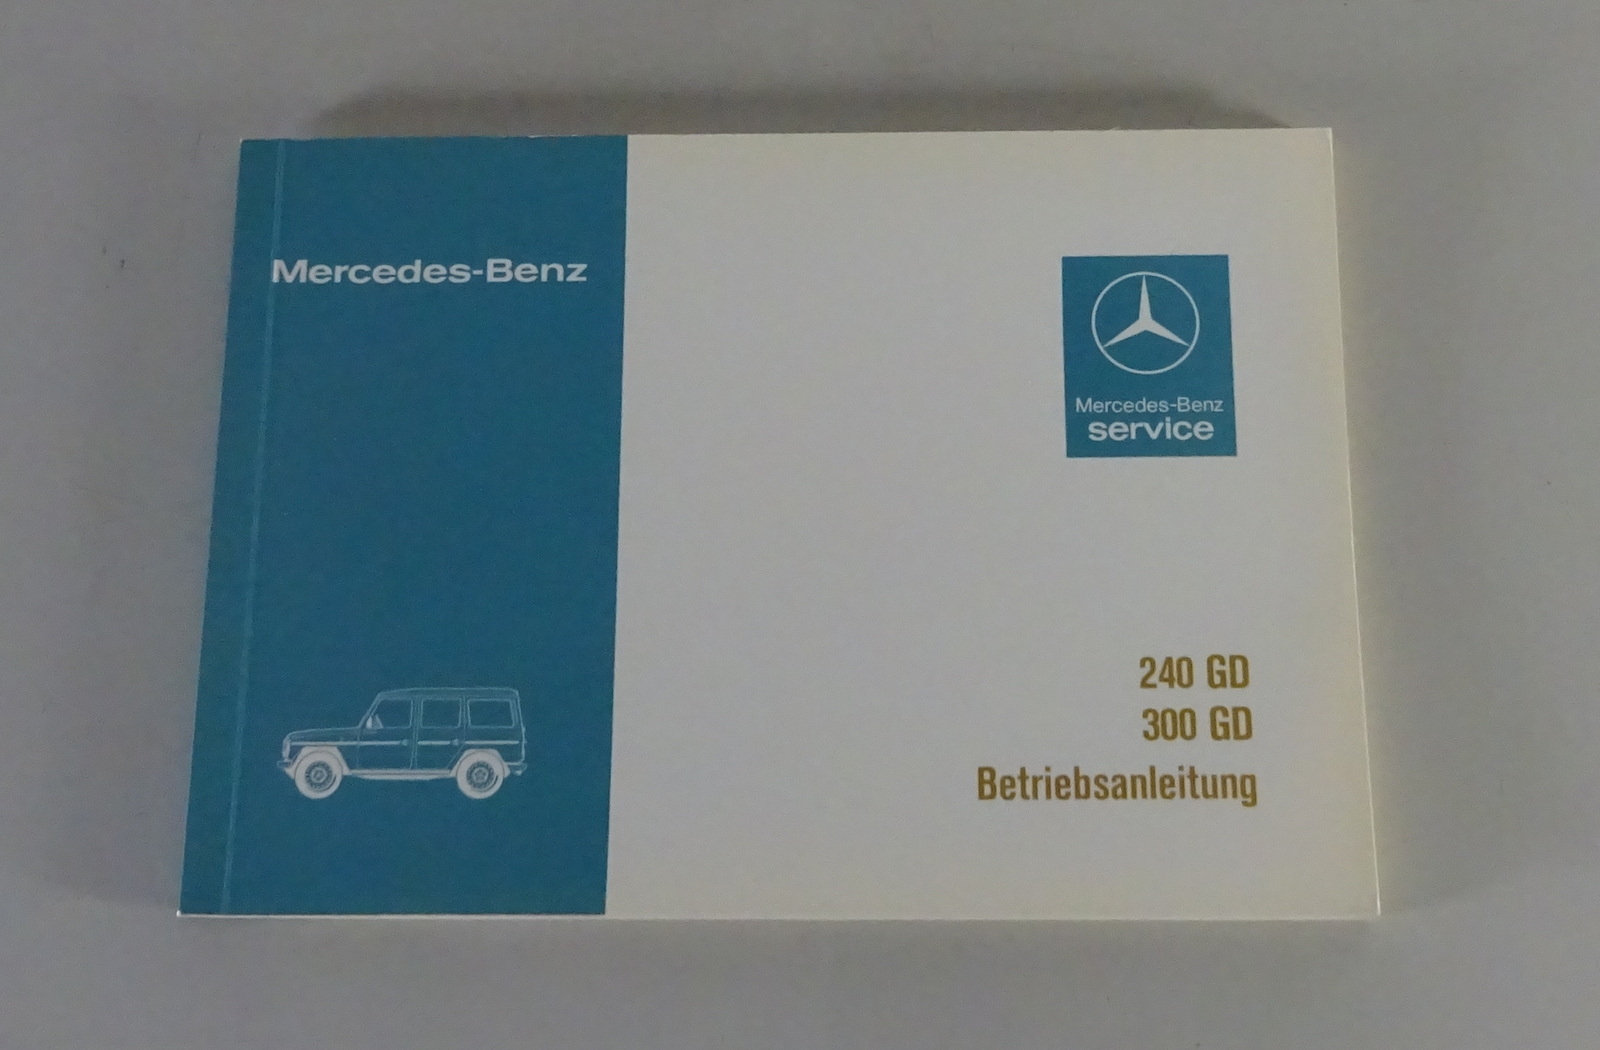 Mercedes-Benz
Mercedes-Benz
service
240 GD
300 GD
Betriebsanleitung